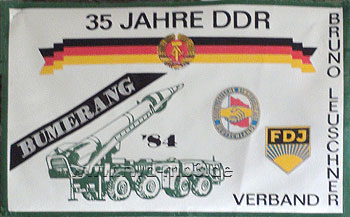 35 JAHRE DDR
BUMERANG
'84
FDJ
VERBAND
BRUNO LEUSCHNER